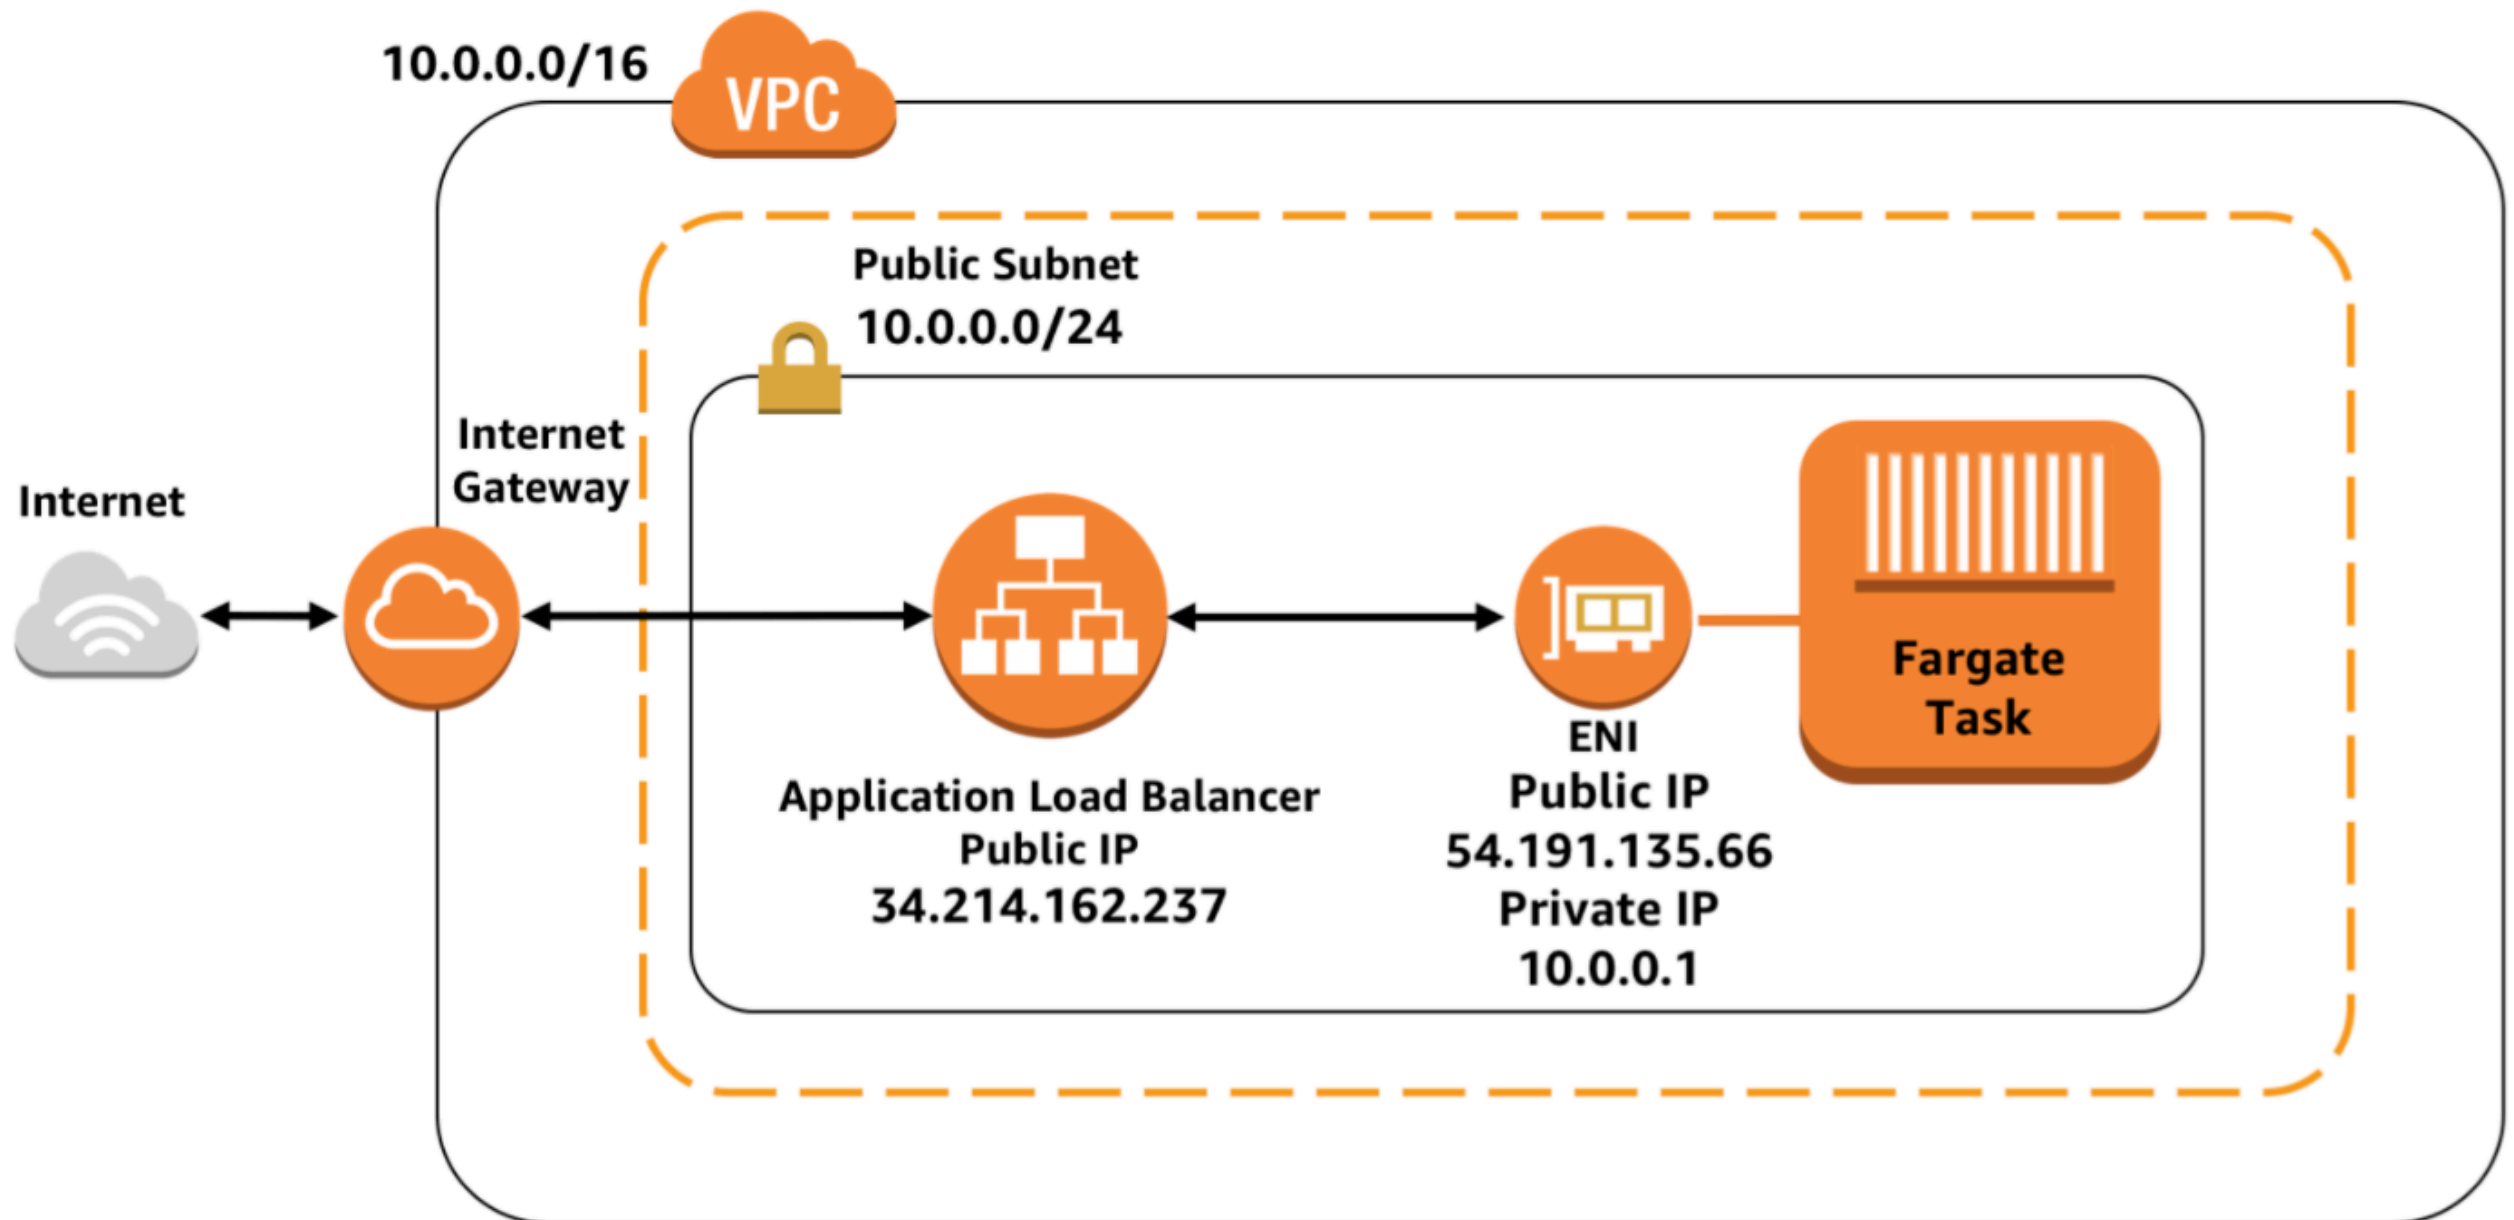 10.0.0.0/16
VPC
Public Subnet
10.0.0.0/24
Internet
Gateway
Internet
Application Load Balancer
Public IP
34.214.162.237
ENI
Public IP
54.191.135.66
Private IP
10.0.0.1
Fargate
Task